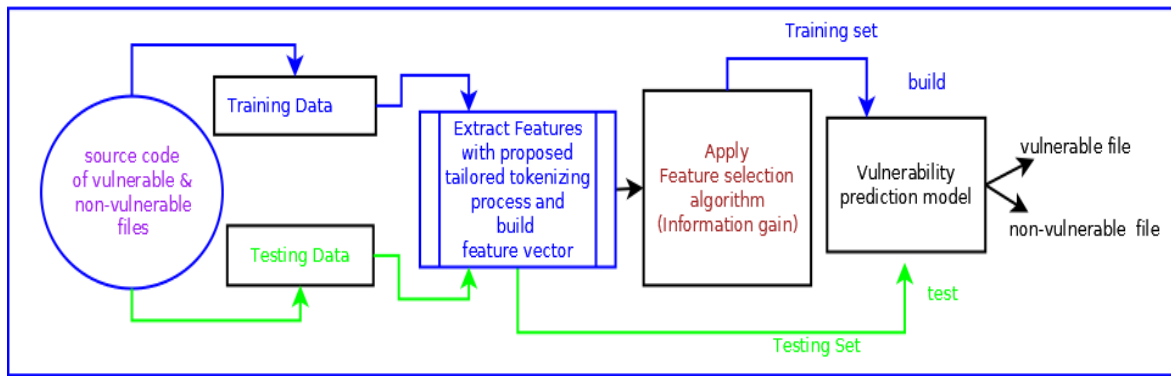 source code
of vulnerable &
non-vulnerable
files
Training Data
Testing Data
Extract Features
with proposed
tailored tokenizing
process and
build
feature vector
Apply
Feature selection
algorithm
(Information gain)
Training set
build
Vulnerability
prediction model
vulnerable file
non-vulnerable file
test
Testing Set